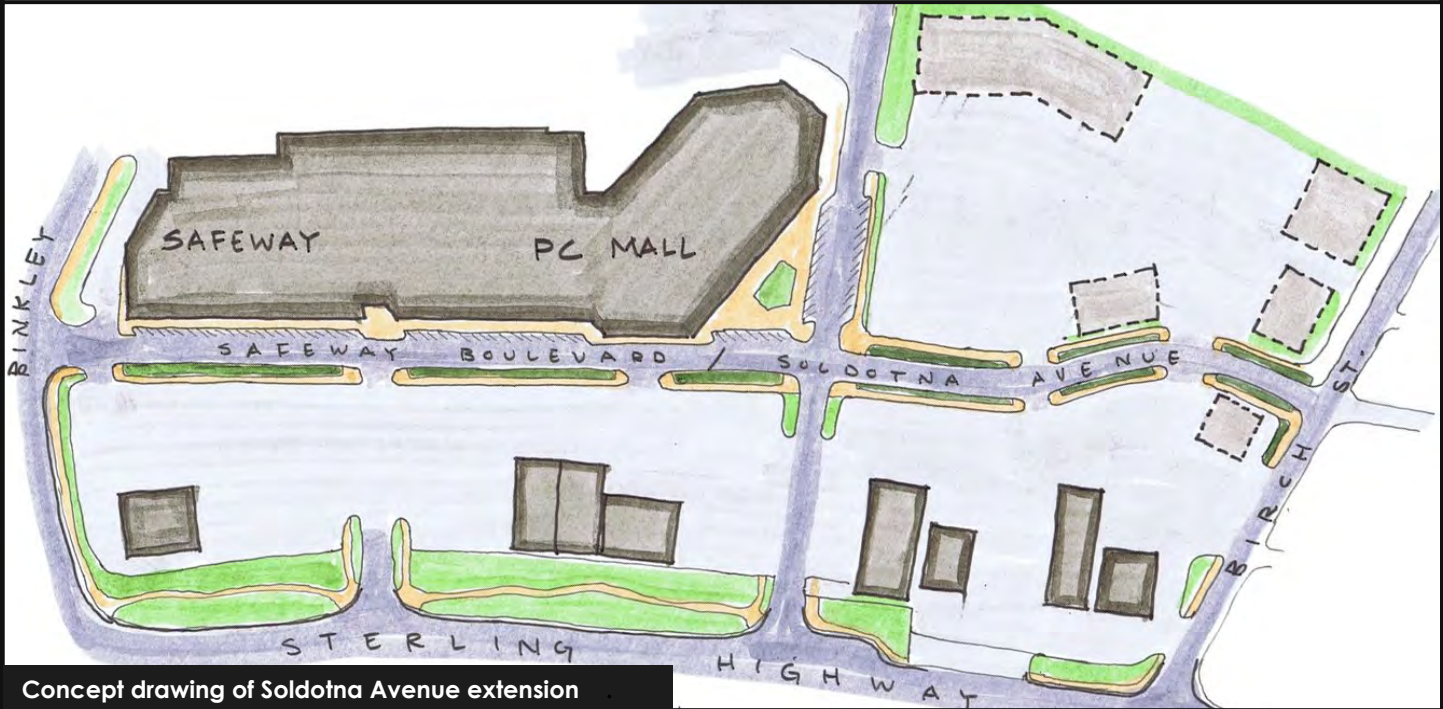 SAFEWAY
PC MALL
BINKLEY
SAFEWAY BOULEVARD / SOLDOTNA AVENUE
BIRCH ST.
STERLING HIGHWAY
Concept drawing of Soldotna Avenue extension .